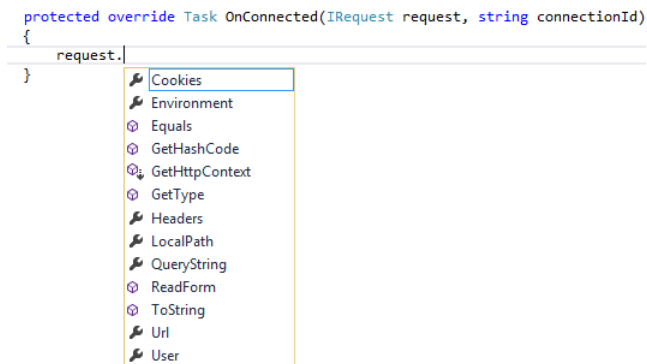 protected override Task OnConnected(IRequest request, string connectionId)
{
request.
}
Cookies
Environment
Equals
GetHashCode
GetHttpContext
GetType
Headers
LocalPath
QueryString
ReadForm
ToString
Url
User